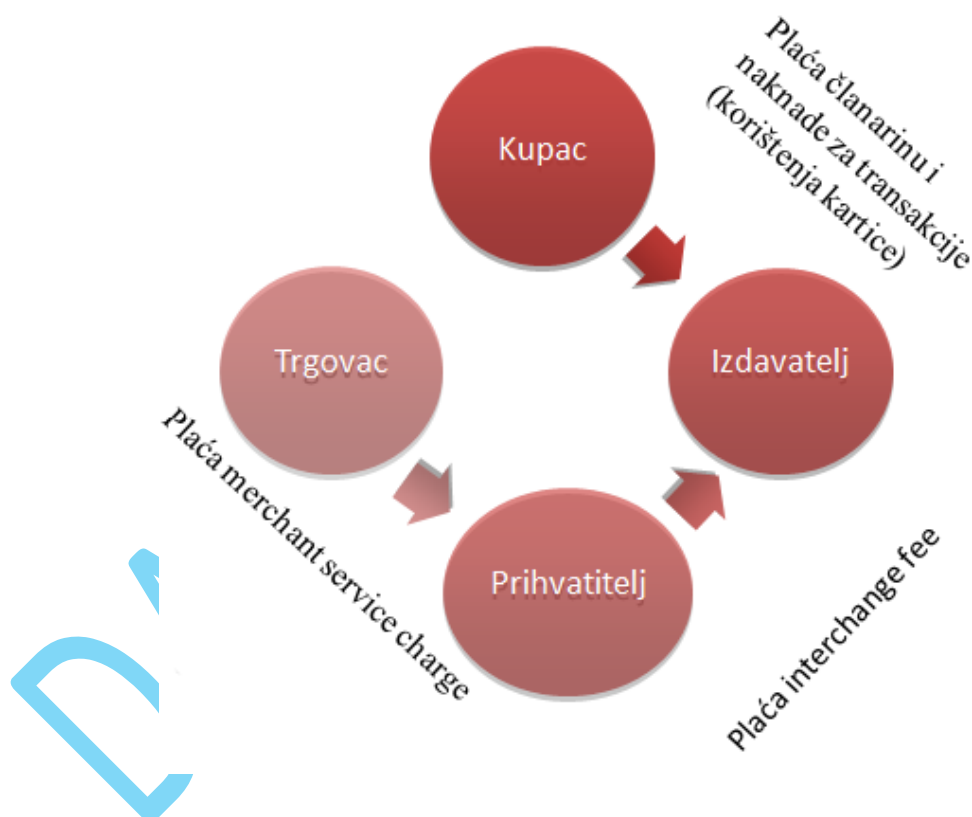 Kupac
Plaća članarinu i
naknade za transakcije
(korištenja kartice)
Trgovac
Izdavatelj
Plaća merchant service charge
Prihvatitelj
Plaća interchange fee